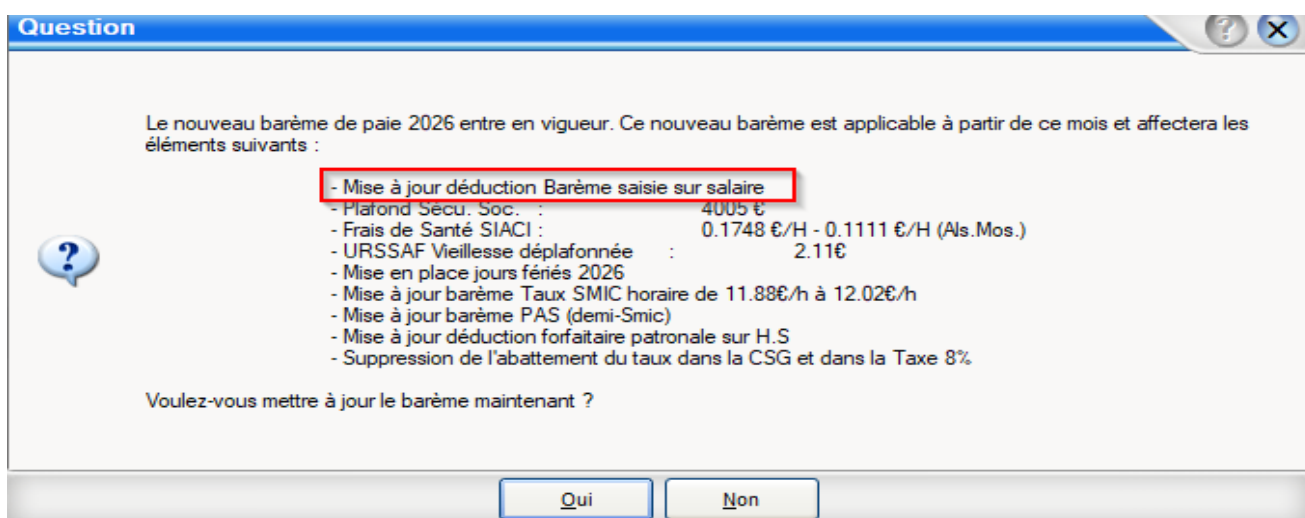 Question
Le nouveau barème de paie 2026 entre en vigueur. Ce nouveau barème est applicable à partir de ce mois et affectera les
éléments suivants :
- Mise à jour déduction Barème saisie sur salaire
- Plafond Sécu. Soc. : 4005 €
- Frais de Santé SIACI : 0.1748 €/H - 0.1111 €/H (Als.Mos.)
- URSSAF Vieillesse déplafonnée : 2.11€
- Mise en place jours fériés 2026
- Mise à jour barème Taux SMIC horaire de 11.88€/h à 12.02€/h
- Mise à jour barème PAS (demi-Smic)
- Mise à jour déduction forfaitaire patronale sur H.S
- Suppression de l'abattement du taux dans la CSG et dans la Taxe 8%
Voulez-vous mettre à jour le barème maintenant ?
Oui Non